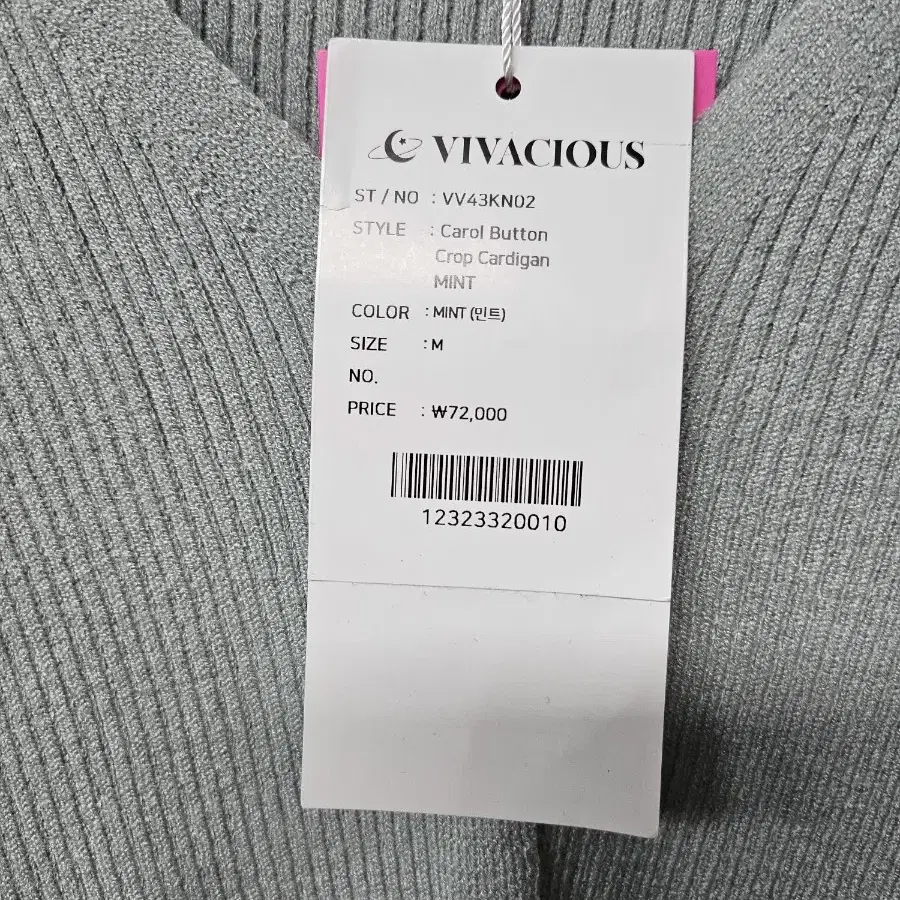 VIVACIOUS
ST / NO : VV43KN02
STYLE : Carol Button
Crop Cardigan
MINT
COLOR : MINT (민트)
SIZE : M
NO.
PRICE : ₩72,000
12323320010